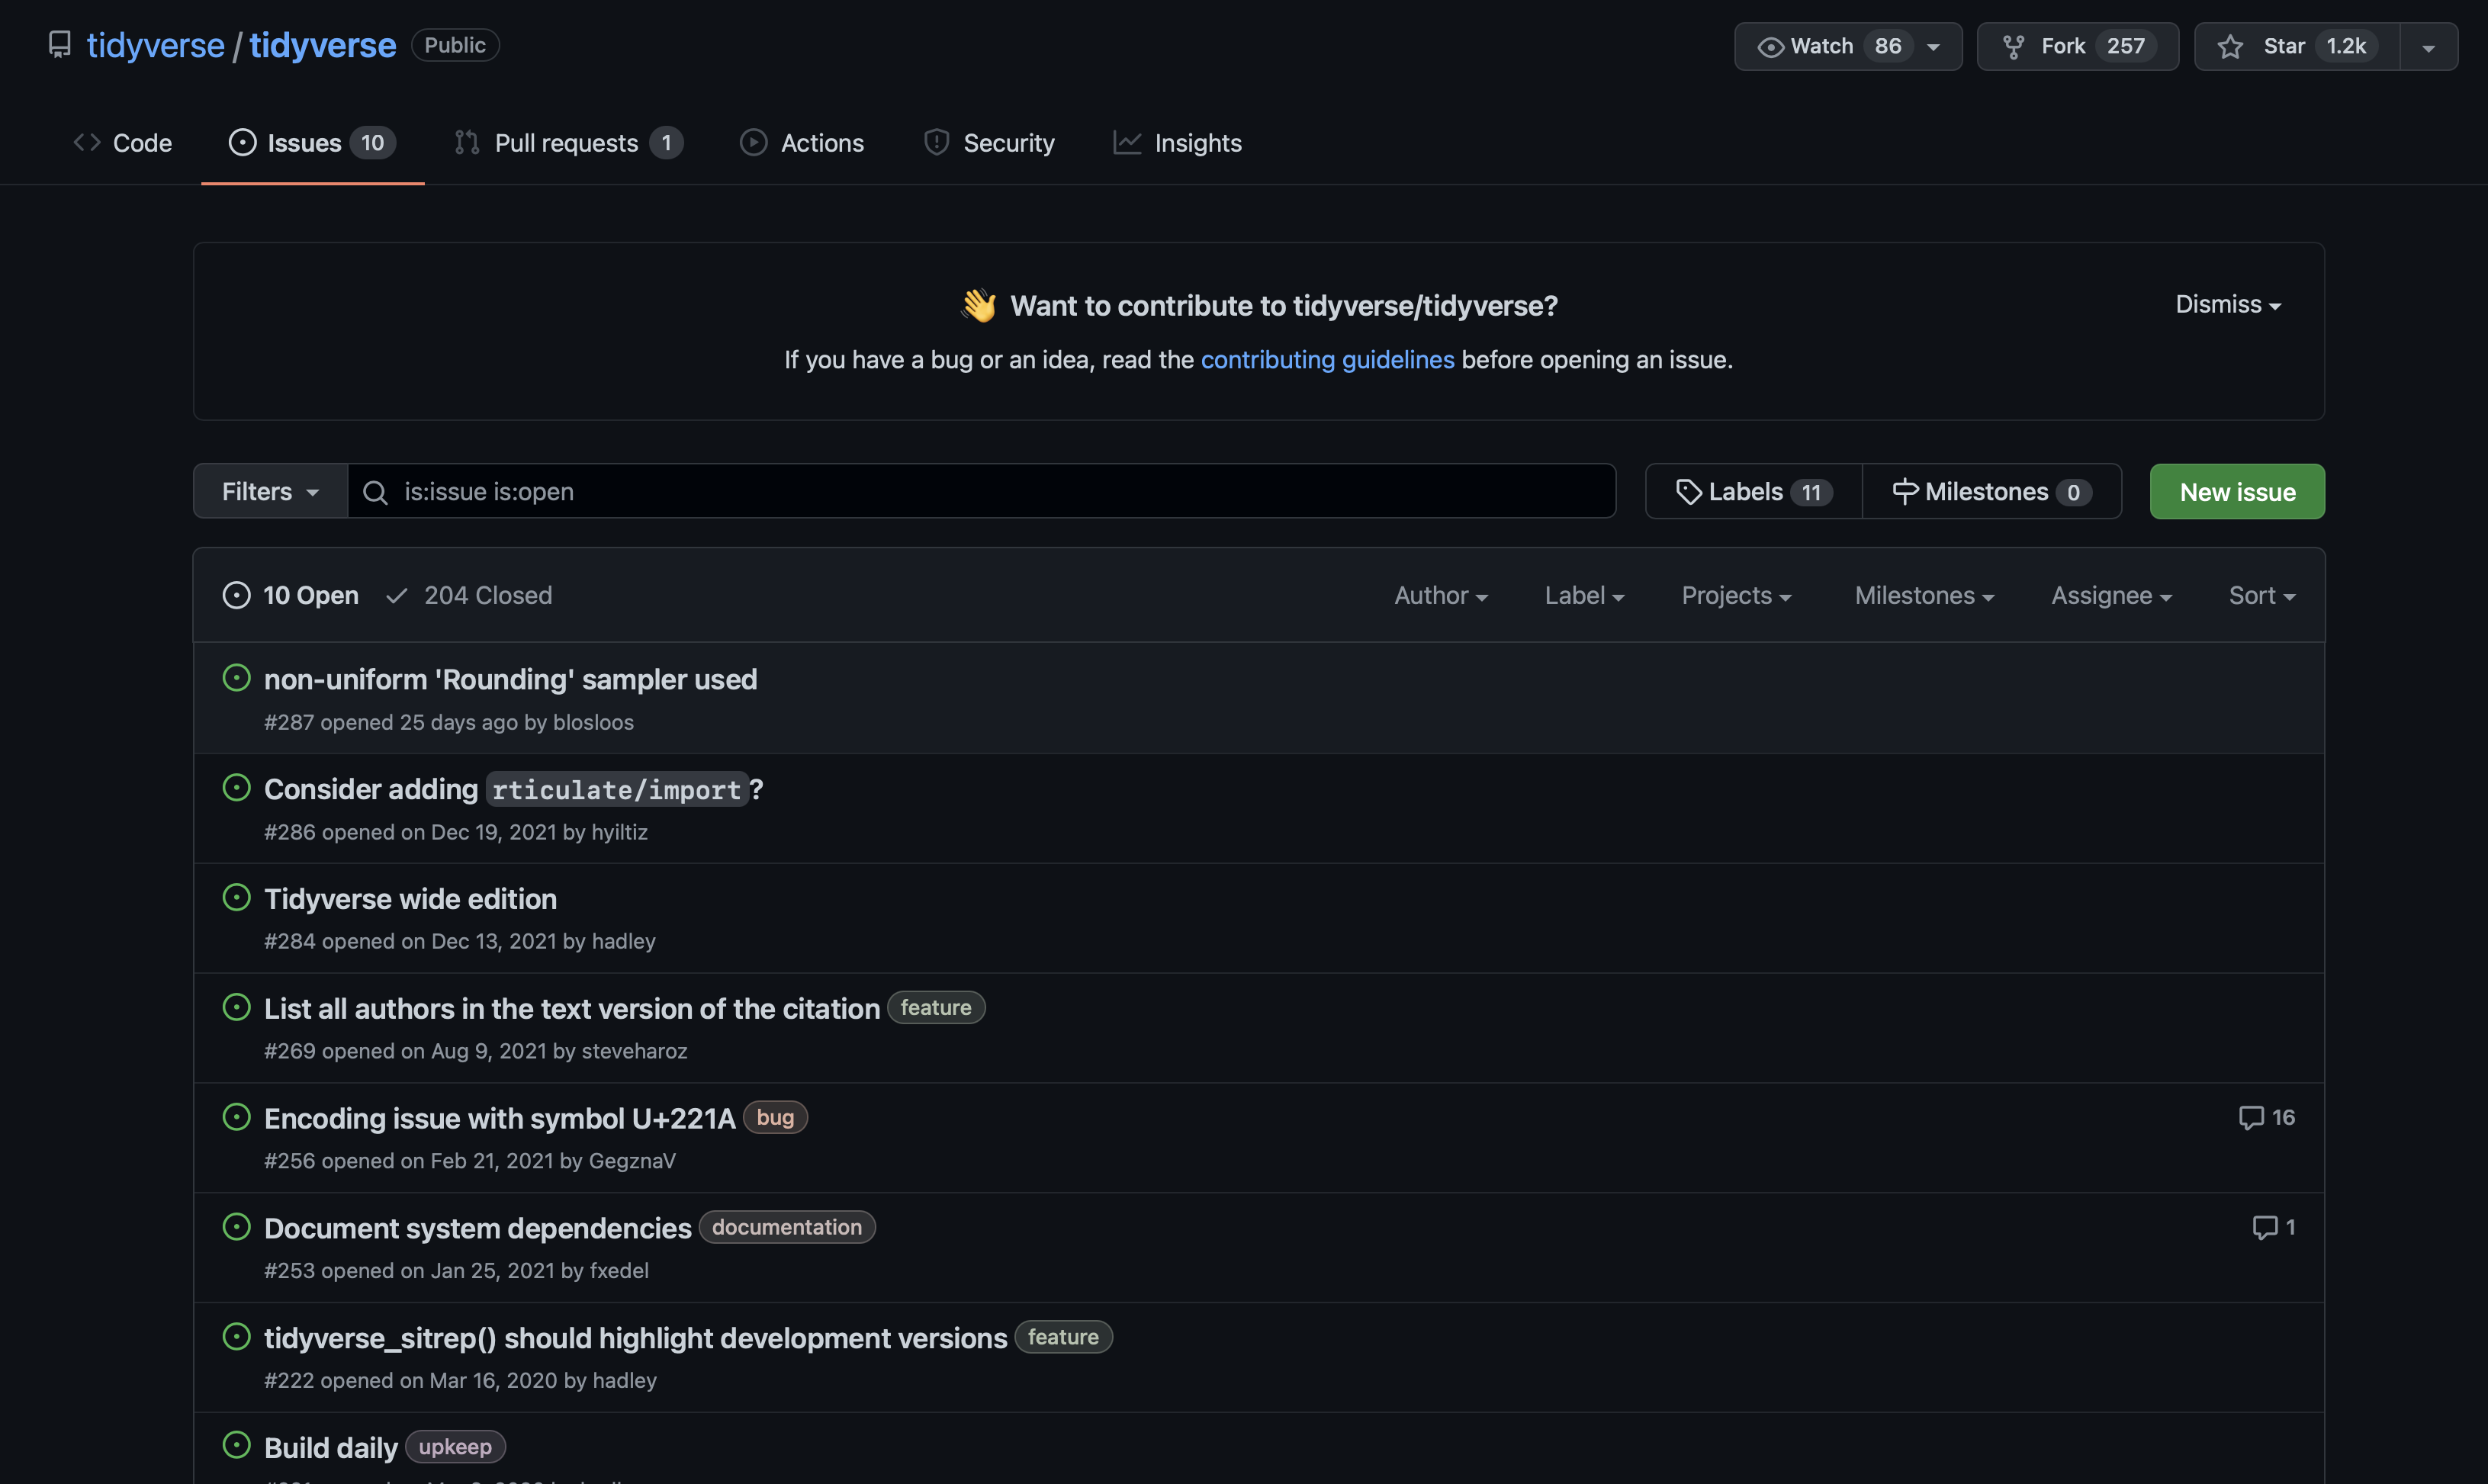 tidyverse / tidyverse Public Watch 86 Fork 257 Star 1.2k
Code Issues 10 Pull requests 1 Actions Security Insights
👋 Want to contribute to tidyverse/tidyverse? Dismiss
If you have a bug or an idea, read the contributing guidelines before opening an issue.
Filters is:issue is:open Labels 11 Milestones 0 New issue
10 Open 204 Closed Author Label Projects Milestones Assignee Sort
non-uniform 'Rounding' sampler used
#287 opened 25 days ago by blosloos
Consider adding rticulate/import?
#286 opened on Dec 19, 2021 by hyiltiz
Tidyverse wide edition
#284 opened on Dec 13, 2021 by hadley
List all authors in the text version of the citation feature
#269 opened on Aug 9, 2021 by steveharoz
Encoding issue with symbol U+221A bug 16
#256 opened on Feb 21, 2021 by GegznaV
Document system dependencies documentation 1
#253 opened on Jan 25, 2021 by fxedel
tidyverse_sitrep() should highlight development versions feature
#222 opened on Mar 16, 2020 by hadley
Build daily upkeep